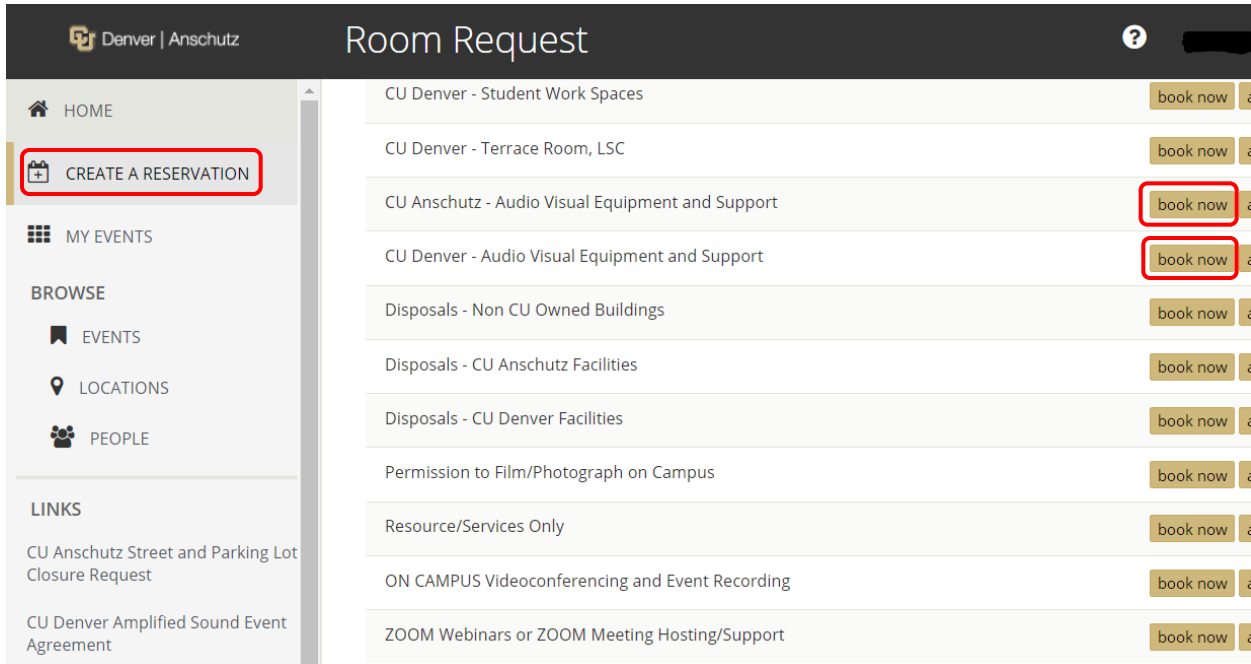 Denver | Anschutz
Room Request
HOME
CREATE A RESERVATION
MY EVENTS
BROWSE
EVENTS
LOCATIONS
PEOPLE
LINKS
CU Anschutz Street and Parking Lot
Closure Request
CU Denver Amplified Sound Event
Agreement
CU Denver - Student Work Spaces book now a
CU Denver - Terrace Room, LSC book now a
CU Anschutz - Audio Visual Equipment and Support book now a
CU Denver - Audio Visual Equipment and Support book now a
Disposals - Non CU Owned Buildings book now a
Disposals - CU Anschutz Facilities book now a
Disposals - CU Denver Facilities book now a
Permission to Film/Photograph on Campus book now a
Resource/Services Only book now a
ON CAMPUS Videoconferencing and Event Recording book now a
ZOOM Webinars or ZOOM Meeting Hosting/Support book now a